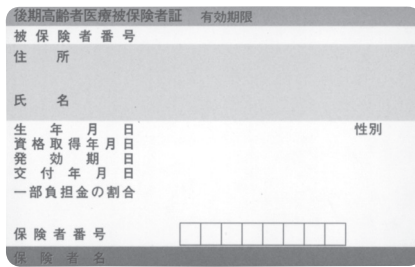 後期高齢者医療被保険者証 有効期限
被保険者番号
住所
氏名
生年月日 性別
資格取得年月日
発効期日
交付年月日
一部負担金の割合
保険者番号
保険者名